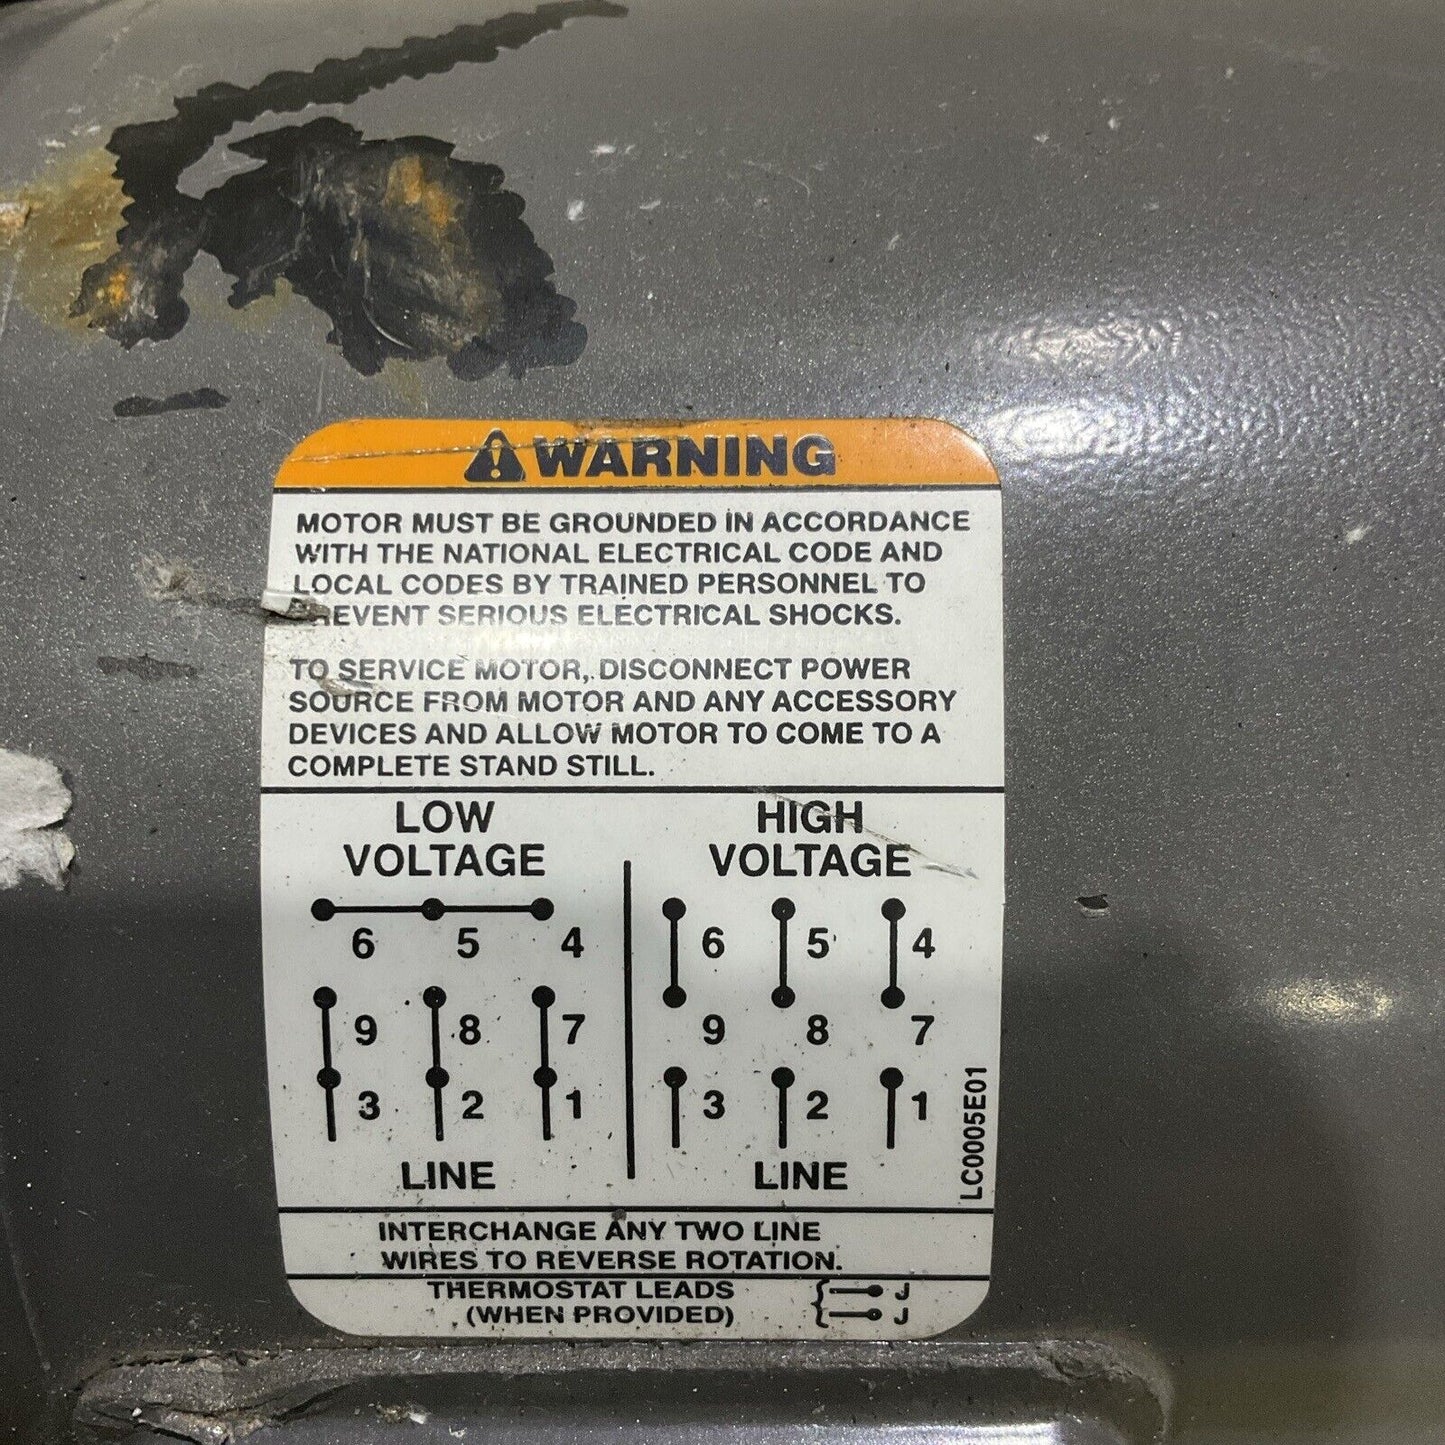 WARNING
MOTOR MUST BE GROUNDED IN ACCORDANCE
WITH THE NATIONAL ELECTRICAL CODE AND
LOCAL CODES BY TRAINED PERSONNEL TO
PREVENT SERIOUS ELECTRICAL SHOCKS.
TO SERVICE MOTOR, DISCONNECT POWER
SOURCE FROM MOTOR AND ANY ACCESSORY
DEVICES AND ALLOW MOTOR TO COME TO A
COMPLETE STAND STILL.
LOW
VOLTAGE
6 5 4
9 8 7
3 2 1
LINE
HIGH
VOLTAGE
6 5 4
9 8 7
3 2 1
LINE
LC0005E01
INTERCHANGE ANY TWO LINE
WIRES TO REVERSE ROTATION.
THERMOSTAT LEADS
(WHEN PROVIDED)
J
J